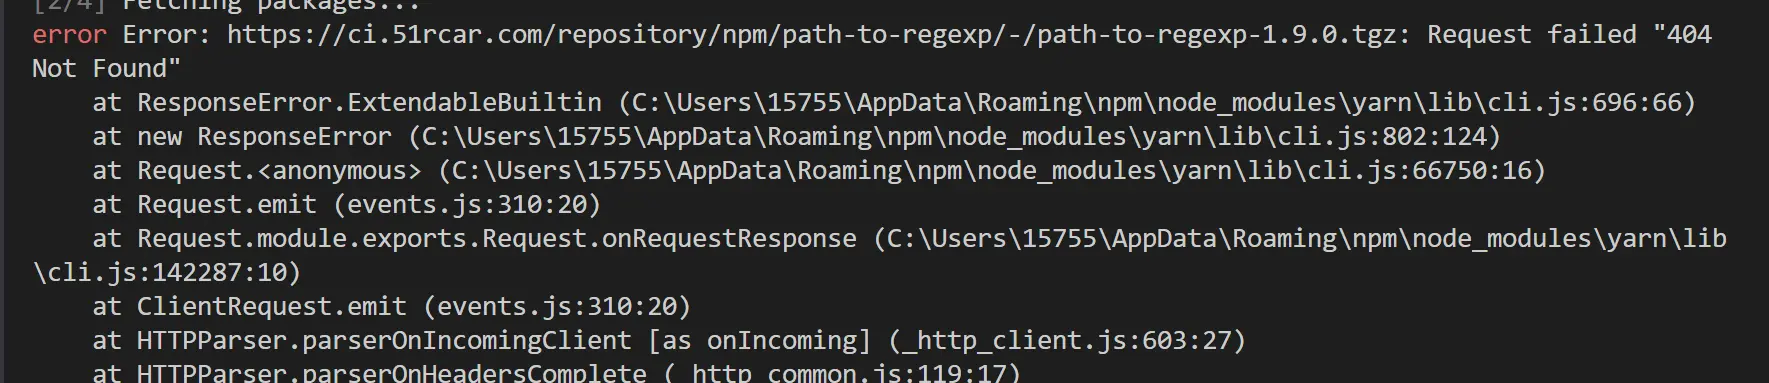 [2/4] Fetching packages...
error Error: https://ci.51rcar.com/repository/npm/path-to-regexp/-/path-to-regexp-1.9.0.tgz: Request failed "404
Not Found"
    at ResponseError.ExtendableBuiltin (C:\Users\15755\AppData\Roaming\npm\node_modules\yarn\lib\cli.js:696:66)
    at new ResponseError (C:\Users\15755\AppData\Roaming\npm\node_modules\yarn\lib\cli.js:802:124)
    at Request.<anonymous> (C:\Users\15755\AppData\Roaming\npm\node_modules\yarn\lib\cli.js:66750:16)
    at Request.emit (events.js:310:20)
    at Request.module.exports.Request.onRequestResponse (C:\Users\15755\AppData\Roaming\npm\node_modules\yarn\lib
\cli.js:142287:10)
    at ClientRequest.emit (events.js:310:20)
    at HTTPParser.parserOnIncomingClient [as onIncoming] (_http_client.js:603:27)
    at HTTPParser.parserOnHeadersComplete (_http_common.js:119:17)